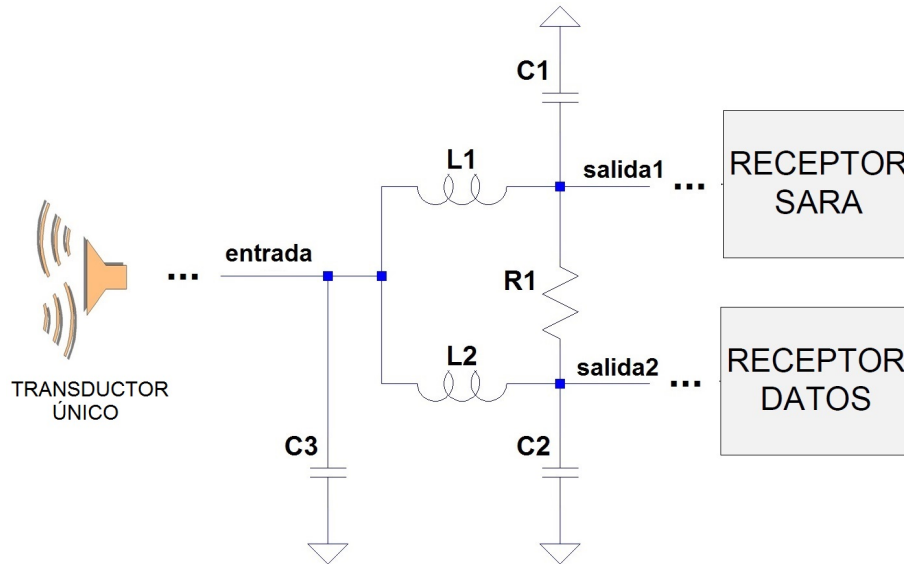 C1
L1
salida1
...
RECEPTOR
SARA
entrada
...
R1
L2
salida2
...
RECEPTOR
DATOS
TRANSDUCTOR
ÚNICO
C3
C2